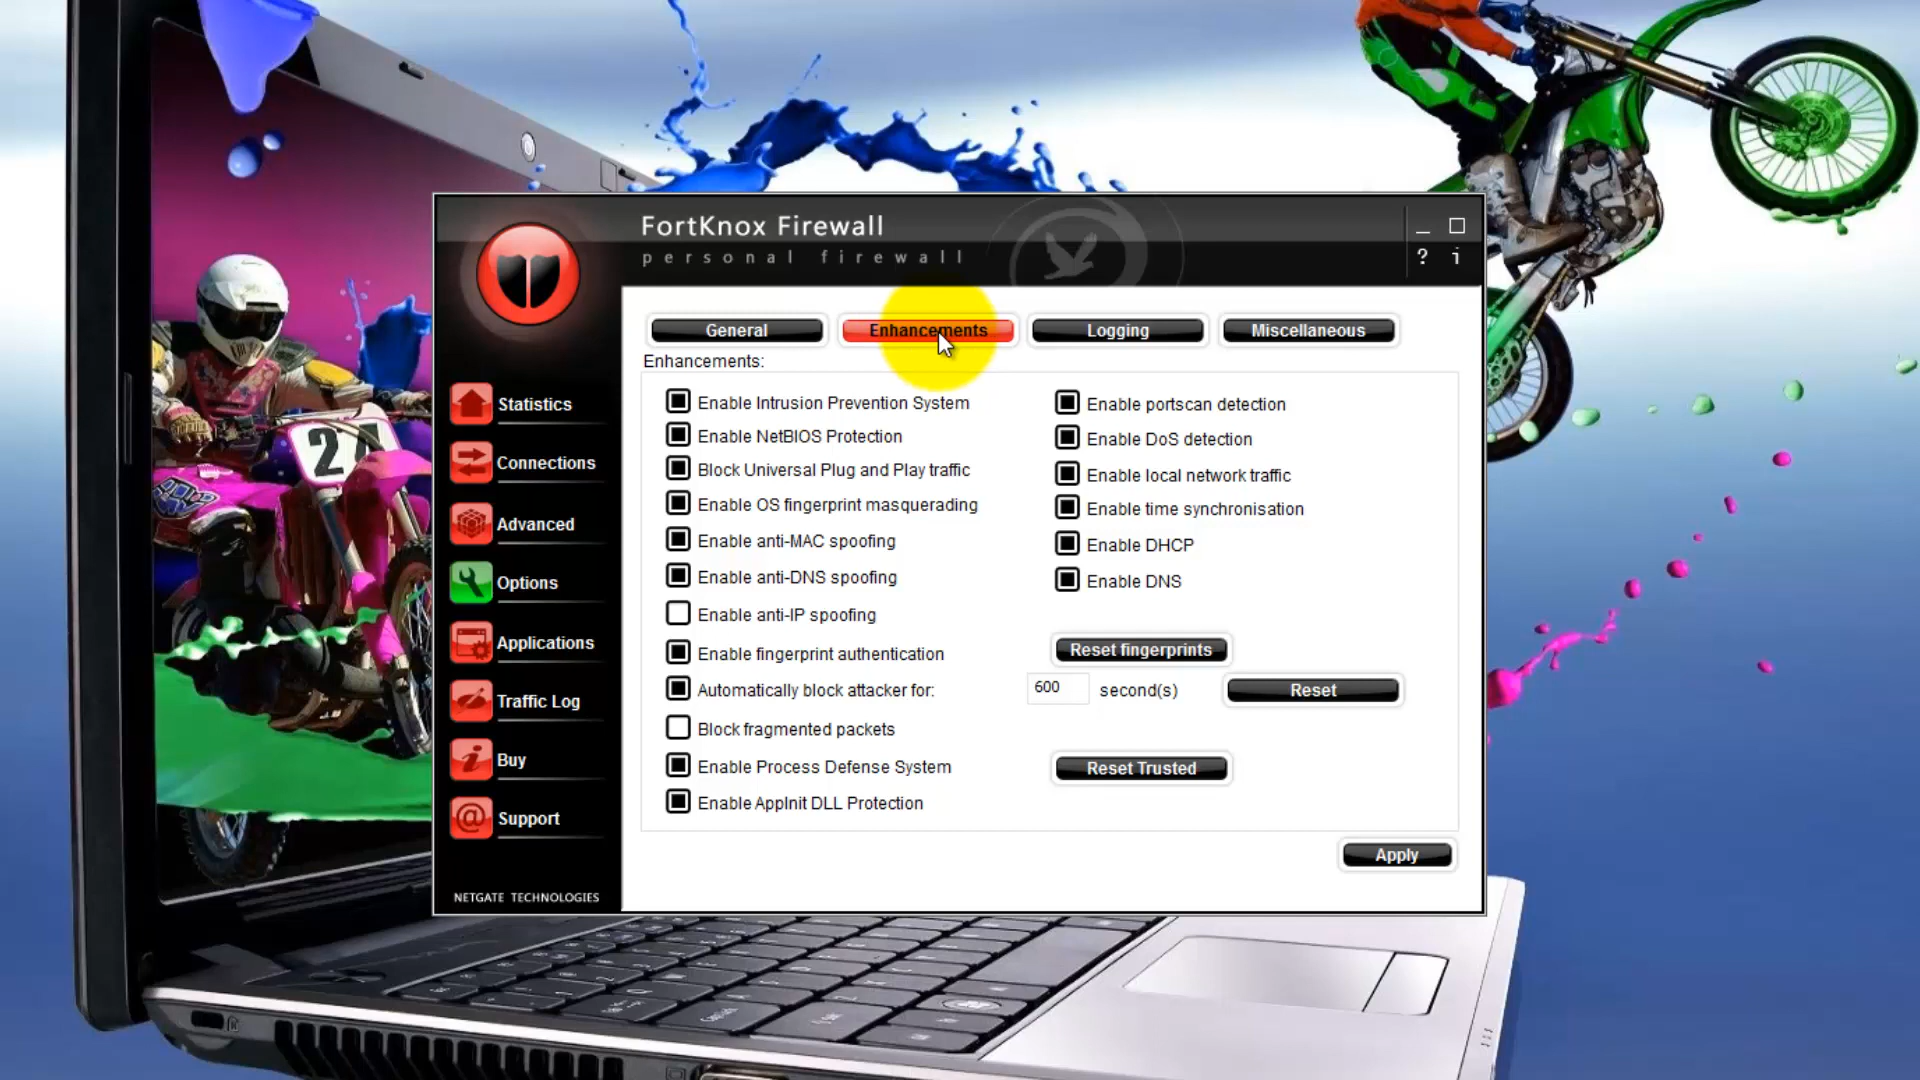 FortKnox Firewall
personal firewall
? i
General Enhancements Logging Miscellaneous
Enhancements:
Enable Intrusion Prevention System
Enable NetBIOS Protection
Block Universal Plug and Play traffic
Enable OS fingerprint masquerading
Enable anti-MAC spoofing
Enable anti-DNS spoofing
Enable anti-IP spoofing
Enable fingerprint authentication
Automatically block attacker for: 600 second(s)
Block fragmented packets
Enable Process Defense System
Enable AppInit DLL Protection
Enable portscan detection
Enable DoS detection
Enable local network traffic
Enable time synchronisation
Enable DHCP
Enable DNS
Reset fingerprints
Reset
Reset Trusted
Apply
Statistics
Connections
Advanced
Options
Applications
Traffic Log
Buy
Support
NETGATE TECHNOLOGIES
27